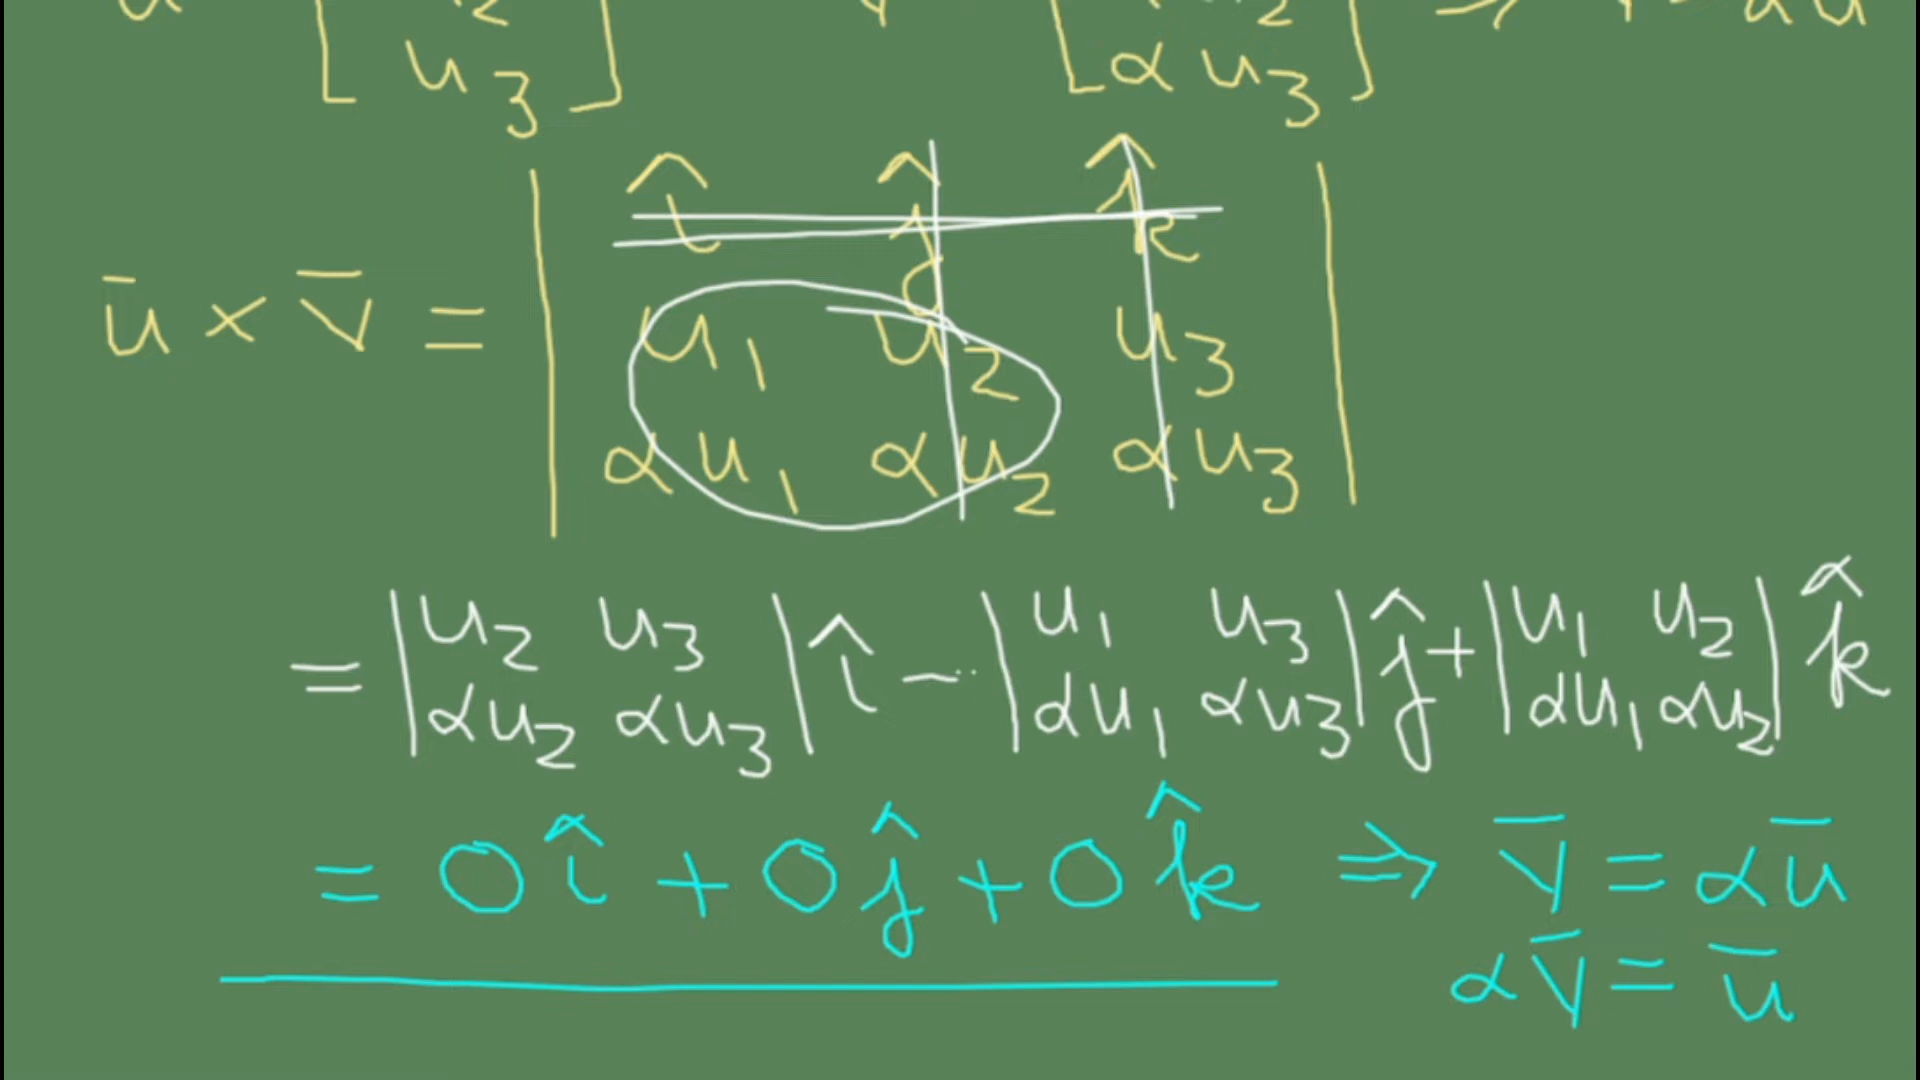 [ u₃ ] [ αu₃ ] ⇒ = αu
î ĵ k̂
ū × v̄ = | u₁ u₂ u₃ |
αu₁ αu₂ αu₃
= | u₂ u₃ | î − | u₁ u₃ | ĵ + | u₁ u₂ | k̂
αu₂ αu₃ αu₁ αu₃ αu₁ αu₂
= 0î + 0ĵ + 0k̂ ⇒ v̄ = αū
αv̄ = ū